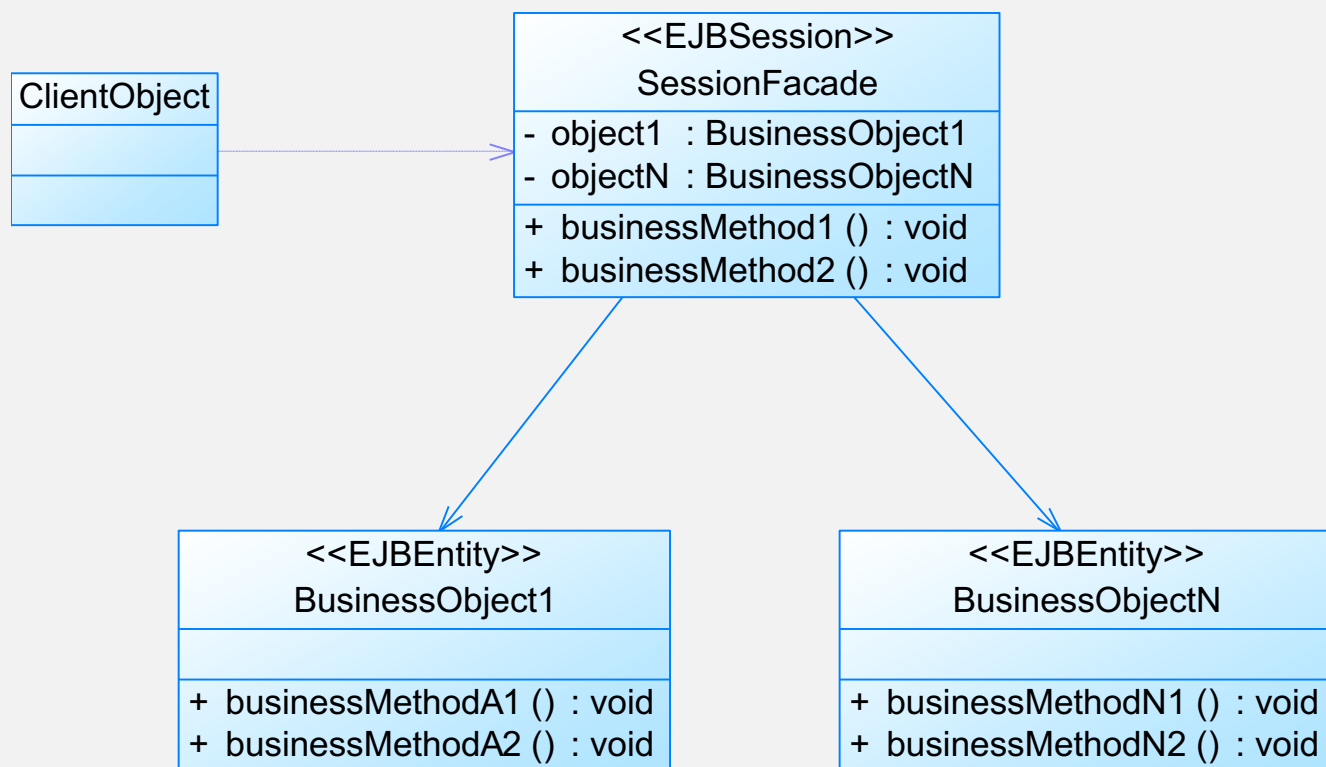 <<EJBSession>>
SessionFacade
ClientObject
- object1 : BusinessObject1
- objectN : BusinessObjectN
+ businessMethod1 () : void
+ businessMethod2 () : void
<<EJBEntity>>
BusinessObject1
+ businessMethodA1 () : void
+ businessMethodA2 () : void
<<EJBEntity>>
BusinessObjectN
+ businessMethodN1 () : void
+ businessMethodN2 () : void